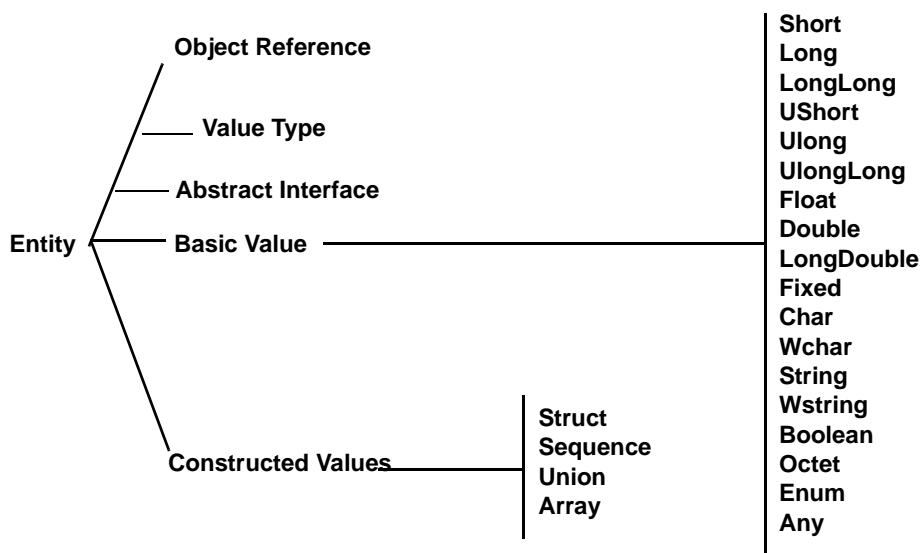 Object Reference
Value Type
Abstract Interface
Entity
Basic Value
Constructed Values
Struct
Sequence
Union
Array
Short
Long
LongLong
UShort
Ulong
UlongLong
Float
Double
LongDouble
Fixed
Char
Wchar
String
Wstring
Boolean
Octet
Enum
Any